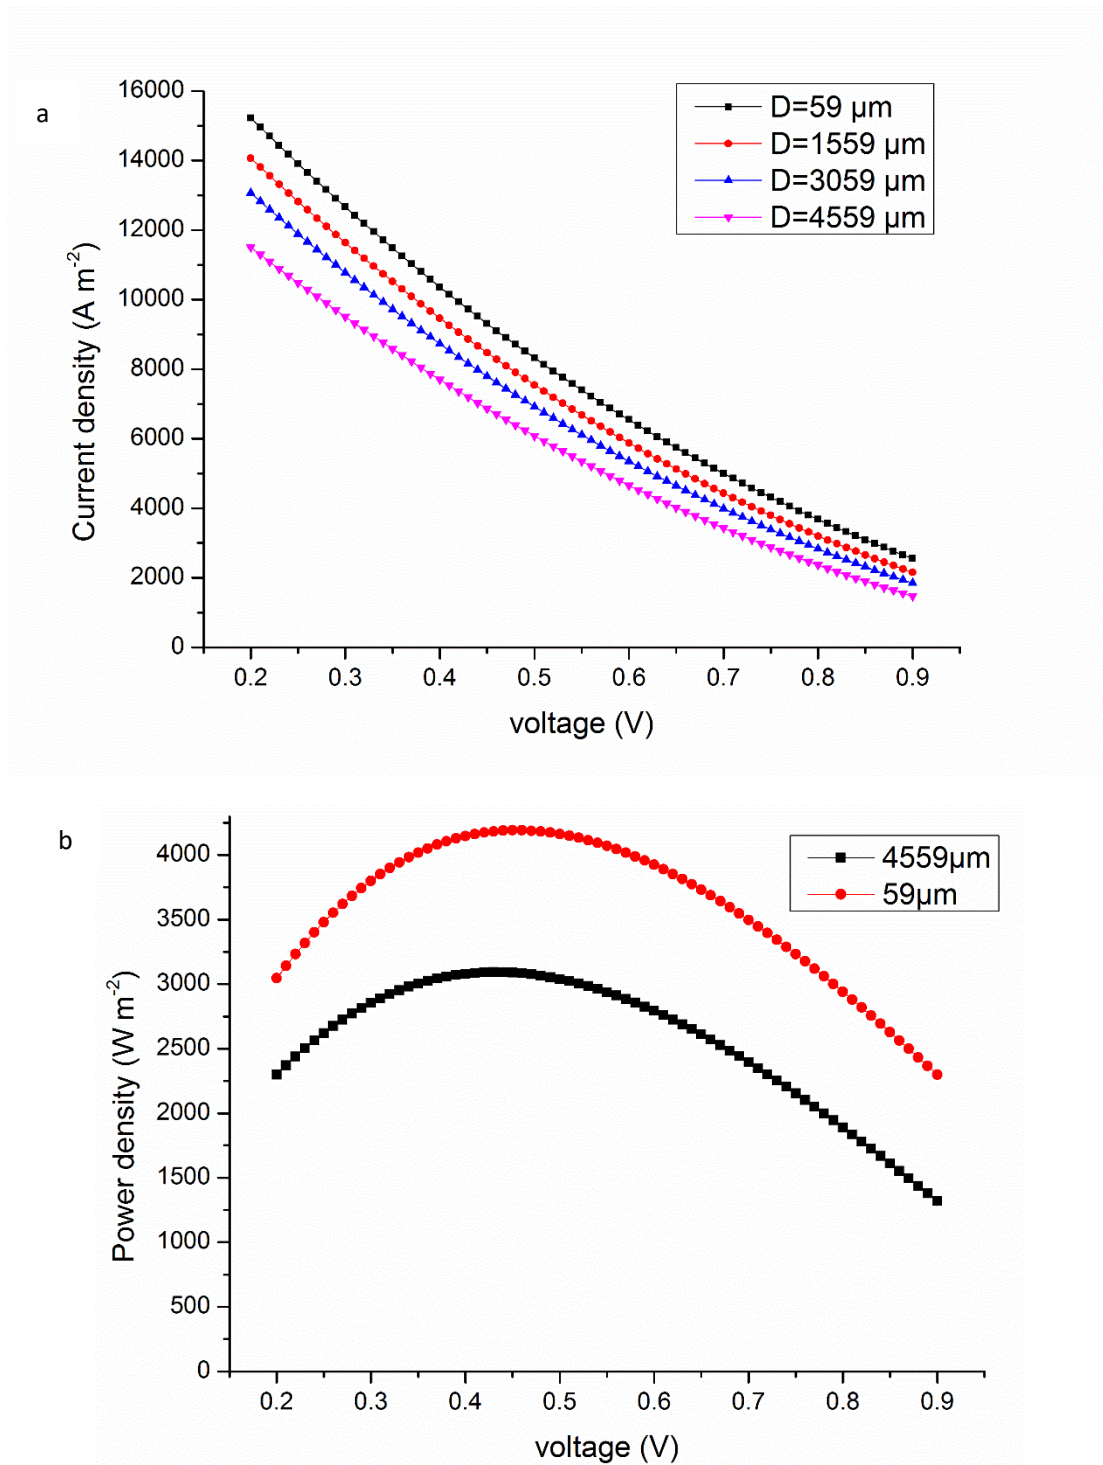 a
16000
14000
12000
10000
8000
6000
4000
2000
0
Current density (A m⁻²)
D=59 µm
D=1559 µm
D=3059 µm
D=4559 µm
0.2 0.3 0.4 0.5 0.6 0.7 0.8 0.9
voltage (V)
b
4000
3500
3000
2500
2000
1500
1000
500
0
Power density (W m⁻²)
4559µm
59µm
0.2 0.3 0.4 0.5 0.6 0.7 0.8 0.9
voltage (V)